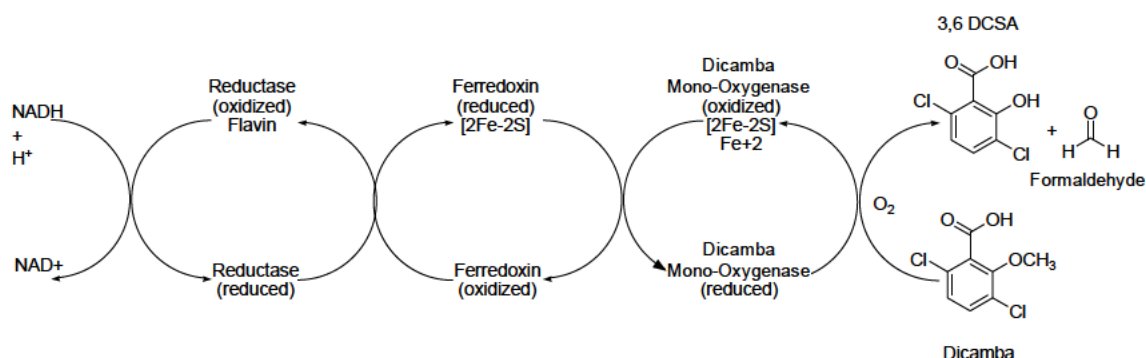 3,6 DCSA
NADH
+
H+
Reductase
(oxidized)
Flavin
Ferredoxin
(reduced)
[2Fe-2S]
Dicamba
Mono-Oxygenase
(oxidized)
[2Fe-2S]
Fe+2
O
OH
Cl
OH
Cl
+
O
H
H
Formaldehyde
O2
NAD+
Reductase
(reduced)
Ferredoxin
(oxidized)
Dicamba
Mono-Oxygenase
(reduced)
O
OH
Cl
OCH3
Cl
Dicamba